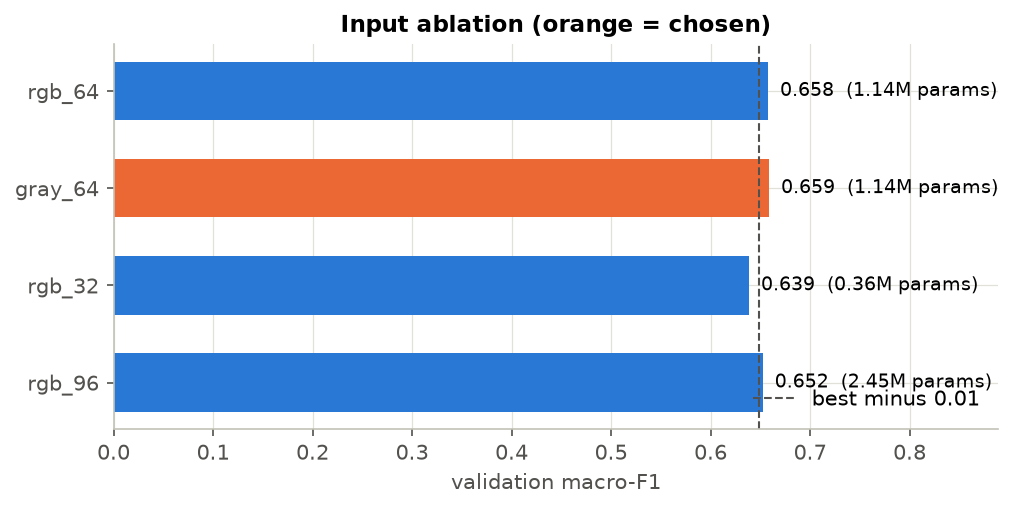 Input ablation (orange = chosen)
rgb_64
0.658 (1.14M params)
gray_64
0.659 (1.14M params)
rgb_32
0.639 (0.36M params)
rgb_96
0.652 (2.45M params)
best minus 0.01
0.0 0.1 0.2 0.3 0.4 0.5 0.6 0.7 0.8
validation macro-F1